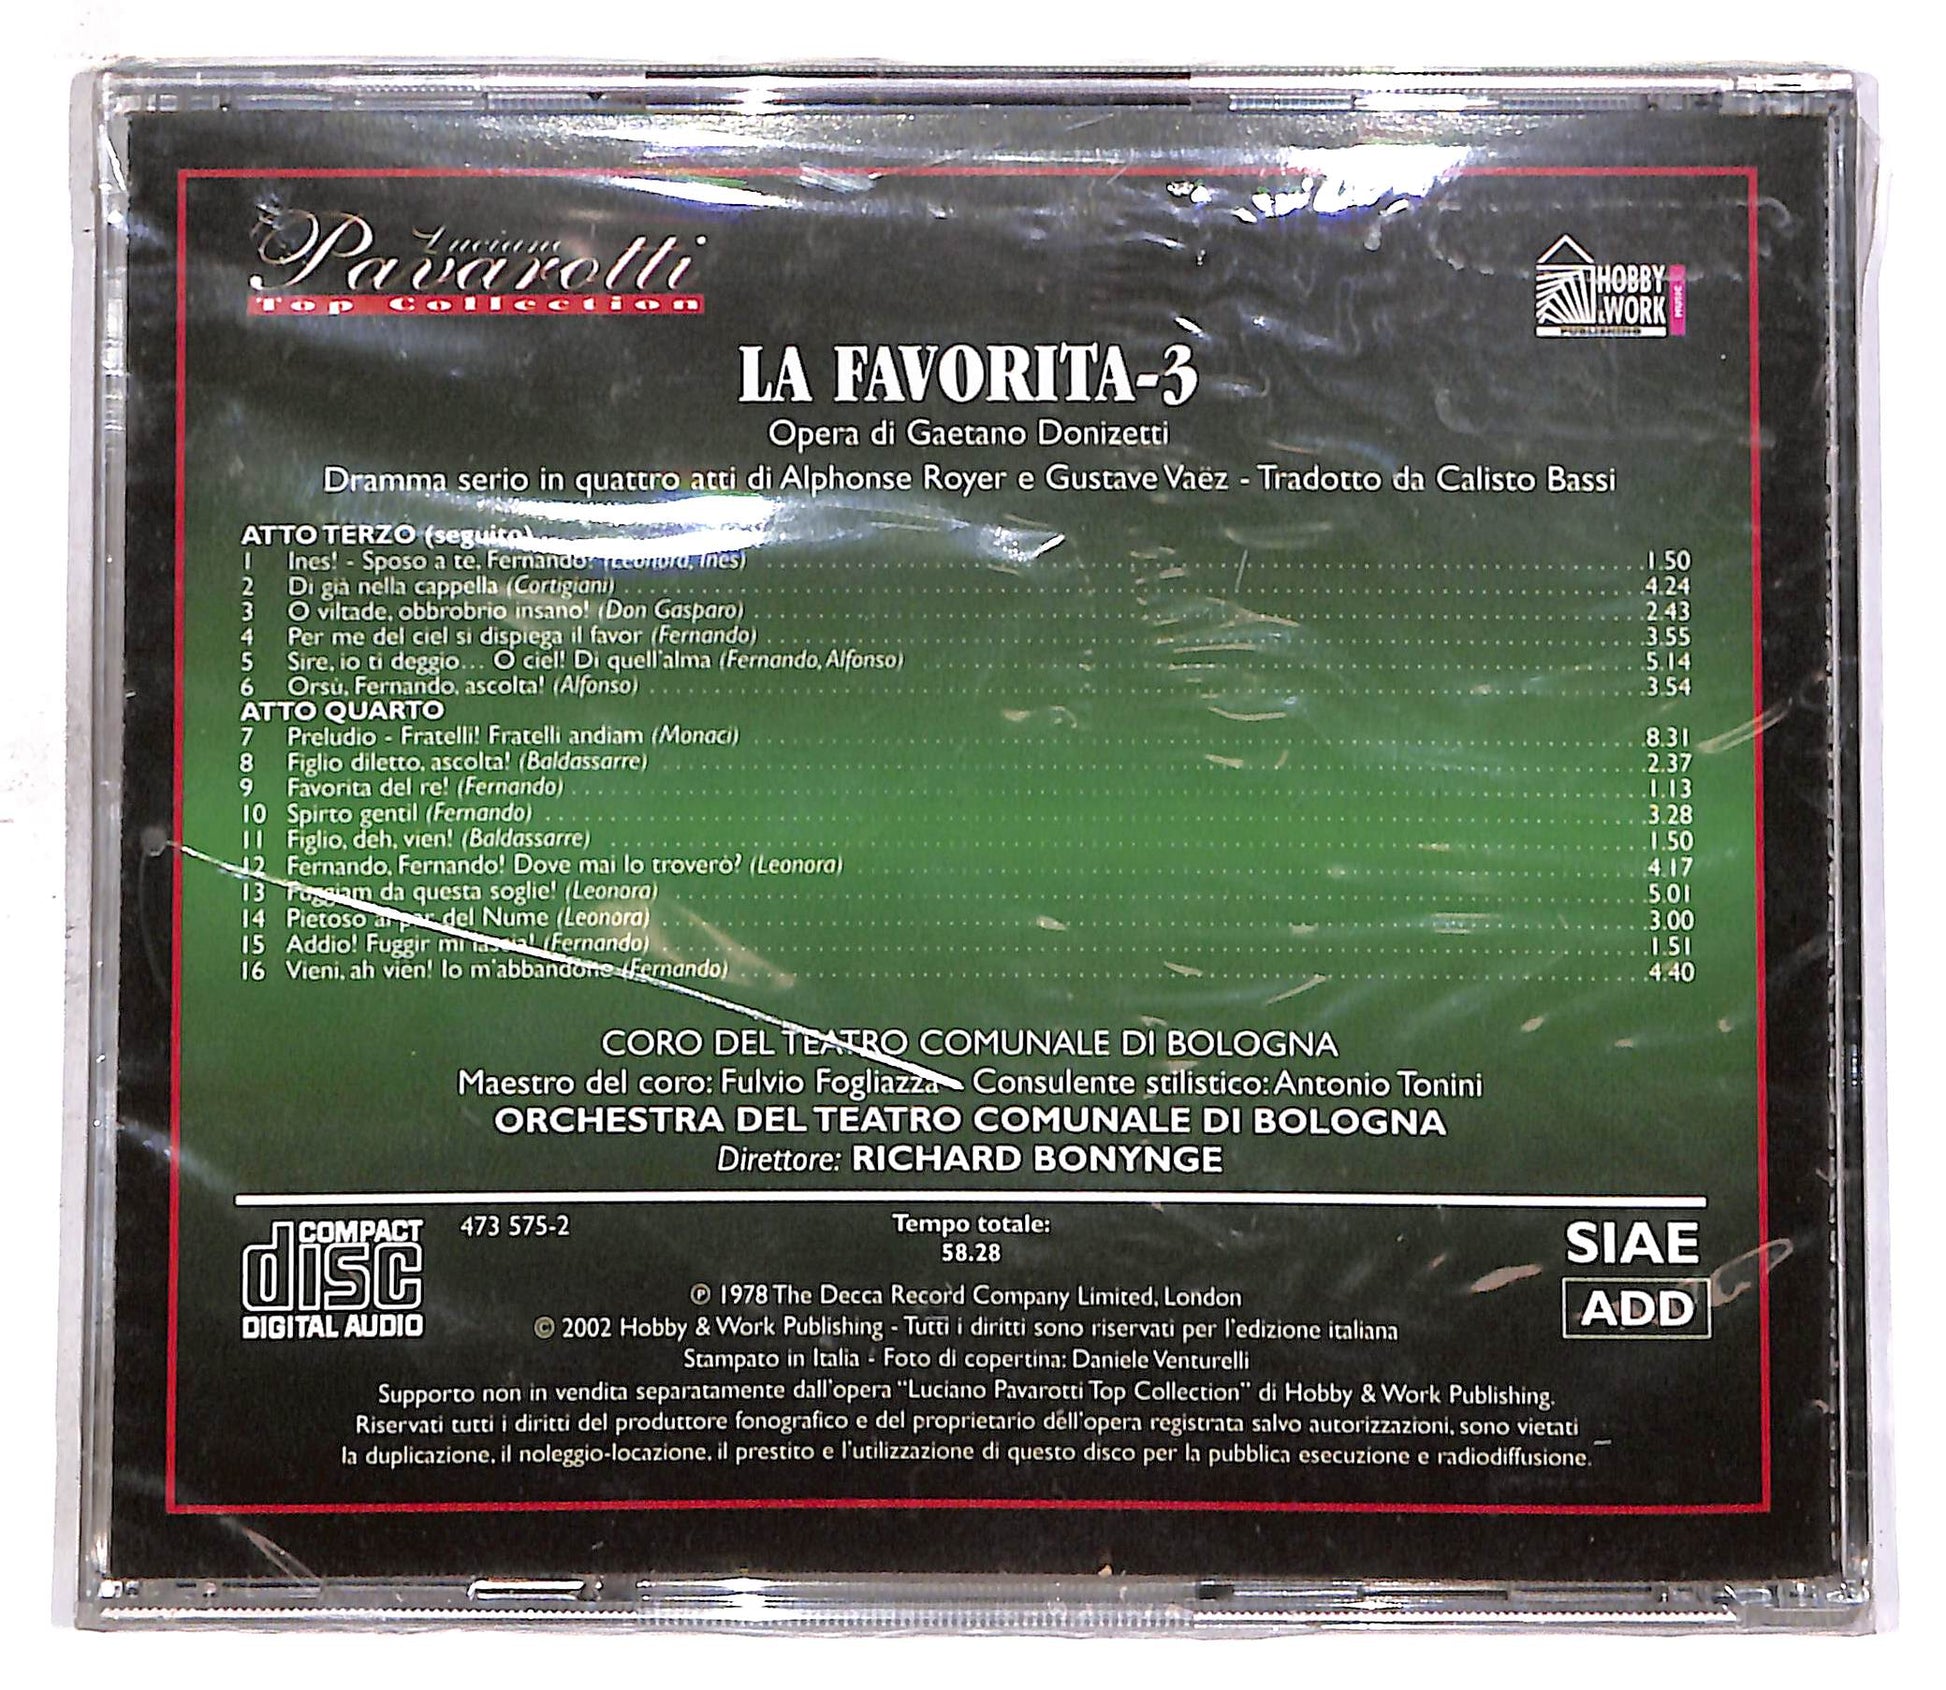 Luciano
Pavarotti
Top Collection
HOBBY
& WORK
PUBLISHING
MUSIC
LA FAVORITA-3
Opera di Gaetano Donizetti
Dramma serio in quattro atti di Alphonse Royer e Gustave Vaëz - Tradotto da Calisto Bassi
ATTO TERZO (seguito)
1 Ines! - Sposo a te, Fernando! (Leonora, Ines) 1.50
2 Di già nella cappella (Cortigiani) 4.24
3 O viltade, obbrobrio insano! (Don Gasparo) 2.43
4 Per me del ciel si dispiega il favor (Fernando) 3.55
5 Sire, io ti deggio... O ciel! Di quell'alma (Fernando, Alfonso) 5.14
6 Orsù, Fernando, ascolta! (Alfonso) 3.54
ATTO QUARTO
7 Preludio - Fratelli! Fratelli andiam (Monaci) 8.31
8 Figlio diletto, ascolta! (Baldassarre) 2.37
9 Favorita del re! (Fernando) 1.13
10 Spirto gentil (Fernando) 3.28
11 Figlio, deh, vien! (Baldassarre) 1.50
12 Fernando, Fernando! Dove mai lo troverò? (Leonora) 4.17
13 da questa soglie! (Leonora) 5.01
14 Pietoso al par del Nume (Leonora) 3.00
15 Addio! Fuggir mi lascia! (Fernando) 1.51
16 Vieni, ah vien! Io m'abbandono (Fernando) 4.40
CORO DEL TEATRO COMUNALE DI BOLOGNA
Maestro del coro: Fulvio Fogliazza - Consulente stilistico: Antonio Tonini
ORCHESTRA DEL TEATRO COMUNALE DI BOLOGNA
Direttore: RICHARD BONYNGE
COMPACT
disc
DIGITAL AUDIO
473 575-2
Tempo totale:
58.28
SIAE
ADD
℗ 1978 The Decca Record Company Limited, London
© 2002 Hobby & Work Publishing - Tutti i diritti sono riservati per l'edizione italiana
Stampato in Italia - Foto di copertina: Daniele Venturelli
Supporto non in vendita separatamente dall'opera "Luciano Pavarotti Top Collection" di Hobby & Work Publishing.
Riservati tutti i diritti del produttore fonografico e del proprietario dell'opera registrata salvo autorizzazioni, sono vietati
la duplicazione, il noleggio-locazione, il prestito e l'utilizzazione di questo disco per la pubblica esecuzione e radiodiffusione.